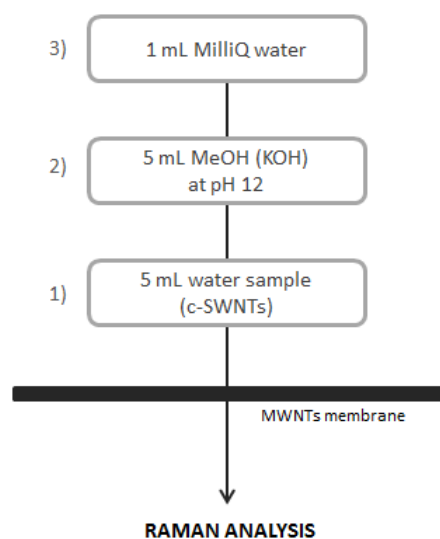 3)
1 mL MilliQ water
2)
5 mL MeOH (KOH)
at pH 12
1)
5 mL water sample
(c-SWNTs)
MWNTs membrane
RAMAN ANALYSIS